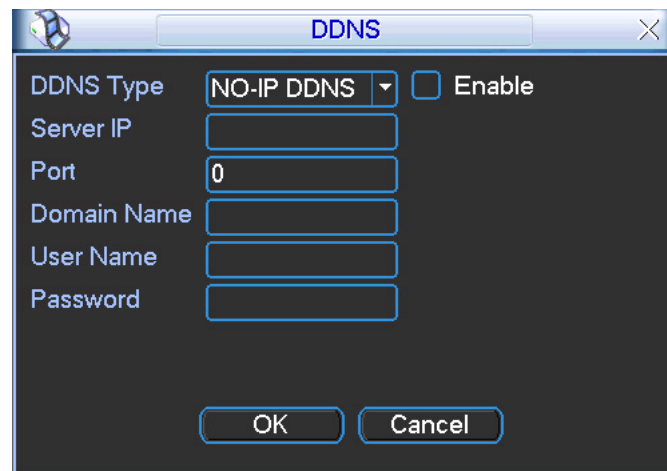 DDNS
DDNS Type NO-IP DDNS Enable
Server IP
Port 0
Domain Name
User Name
Password
OK Cancel